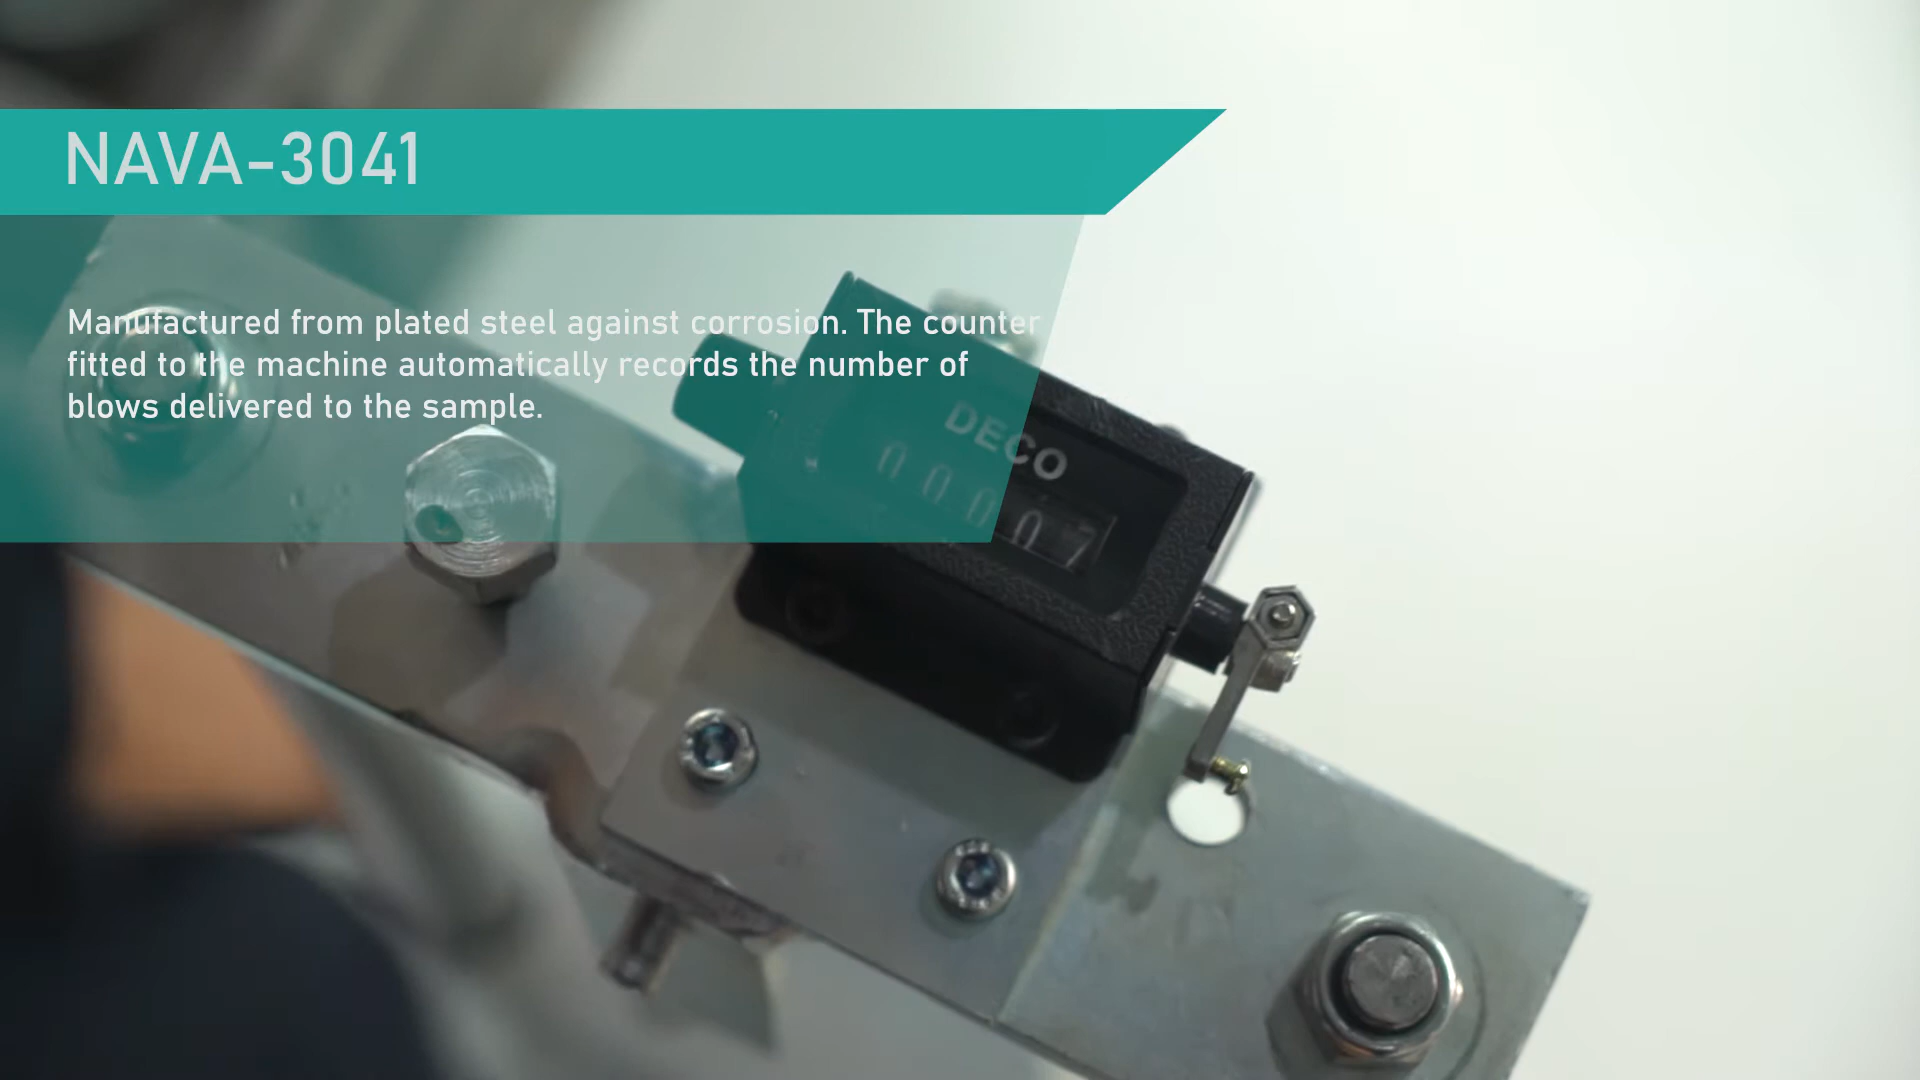 NAVA-3041
Manufactured from plated steel against corrosion. The counter
fitted to the machine automatically records the number of
blows delivered to the sample.
DECO
00007